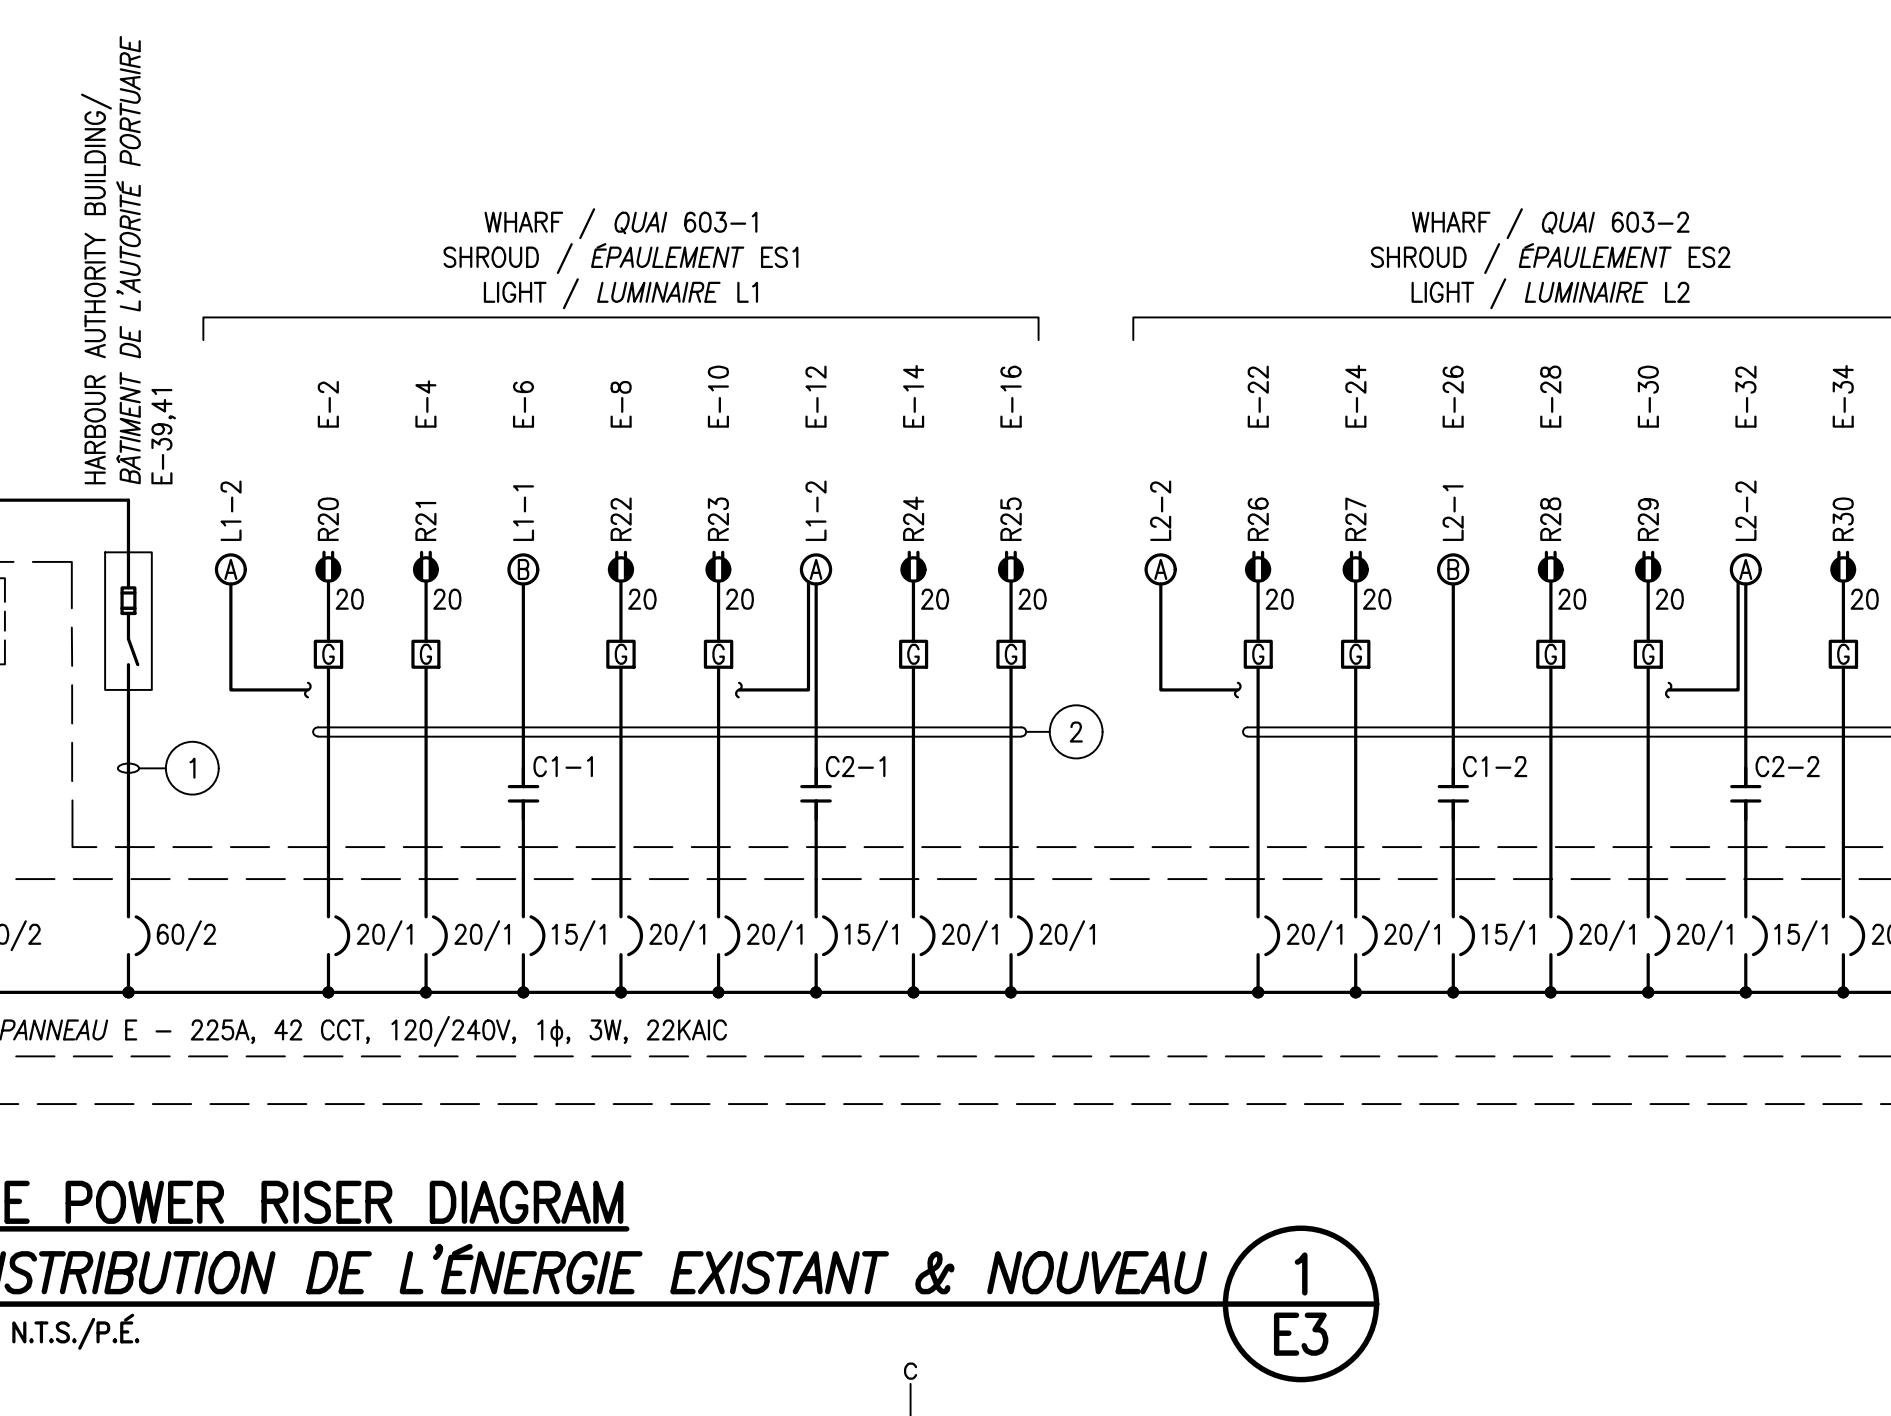 HARBOUR AUTHORITY BUILDING/
BÂTIMENT DE L'AUTORITÉ PORTUAIRE
E-39,41
WHARF / QUAI 603-1
SHROUD / ÉPAULEMENT ES1
LIGHT / LUMINAIRE L1
WHARF / QUAI 603-2
SHROUD / ÉPAULEMENT ES2
LIGHT / LUMINAIRE L2
E-2 E-4 E-6 E-8 E-10 E-12 E-14 E-16 E-22 E-24 E-26 E-28 E-30 E-32 E-34
L1-2 R20 R21 L1-1 R22 R23 L1-2 R24 R25 L2-2 R26 R27 L2-1 R28 R29 L2-2 R30
A B A A B A
20 20 20 20 20 20 20 20 20 20 20
G G G G G G G G G G G
2
1 C1-1 C2-1 C1-2 C2-2
0/2 60/2 20/1 20/1 15/1 20/1 20/1 15/1 20/1 20/1 20/1 20/1 15/1 20/1 20/1 15/1 20
PANNEAU E - 225A, 42 CCT, 120/240V, 1ϕ, 3W, 22KAIC
E POWER RISER DIAGRAM
ISTRIBUTION DE L'ÉNERGIE EXISTANT & NOUVEAU
1
E3
N.T.S./P.É.
C